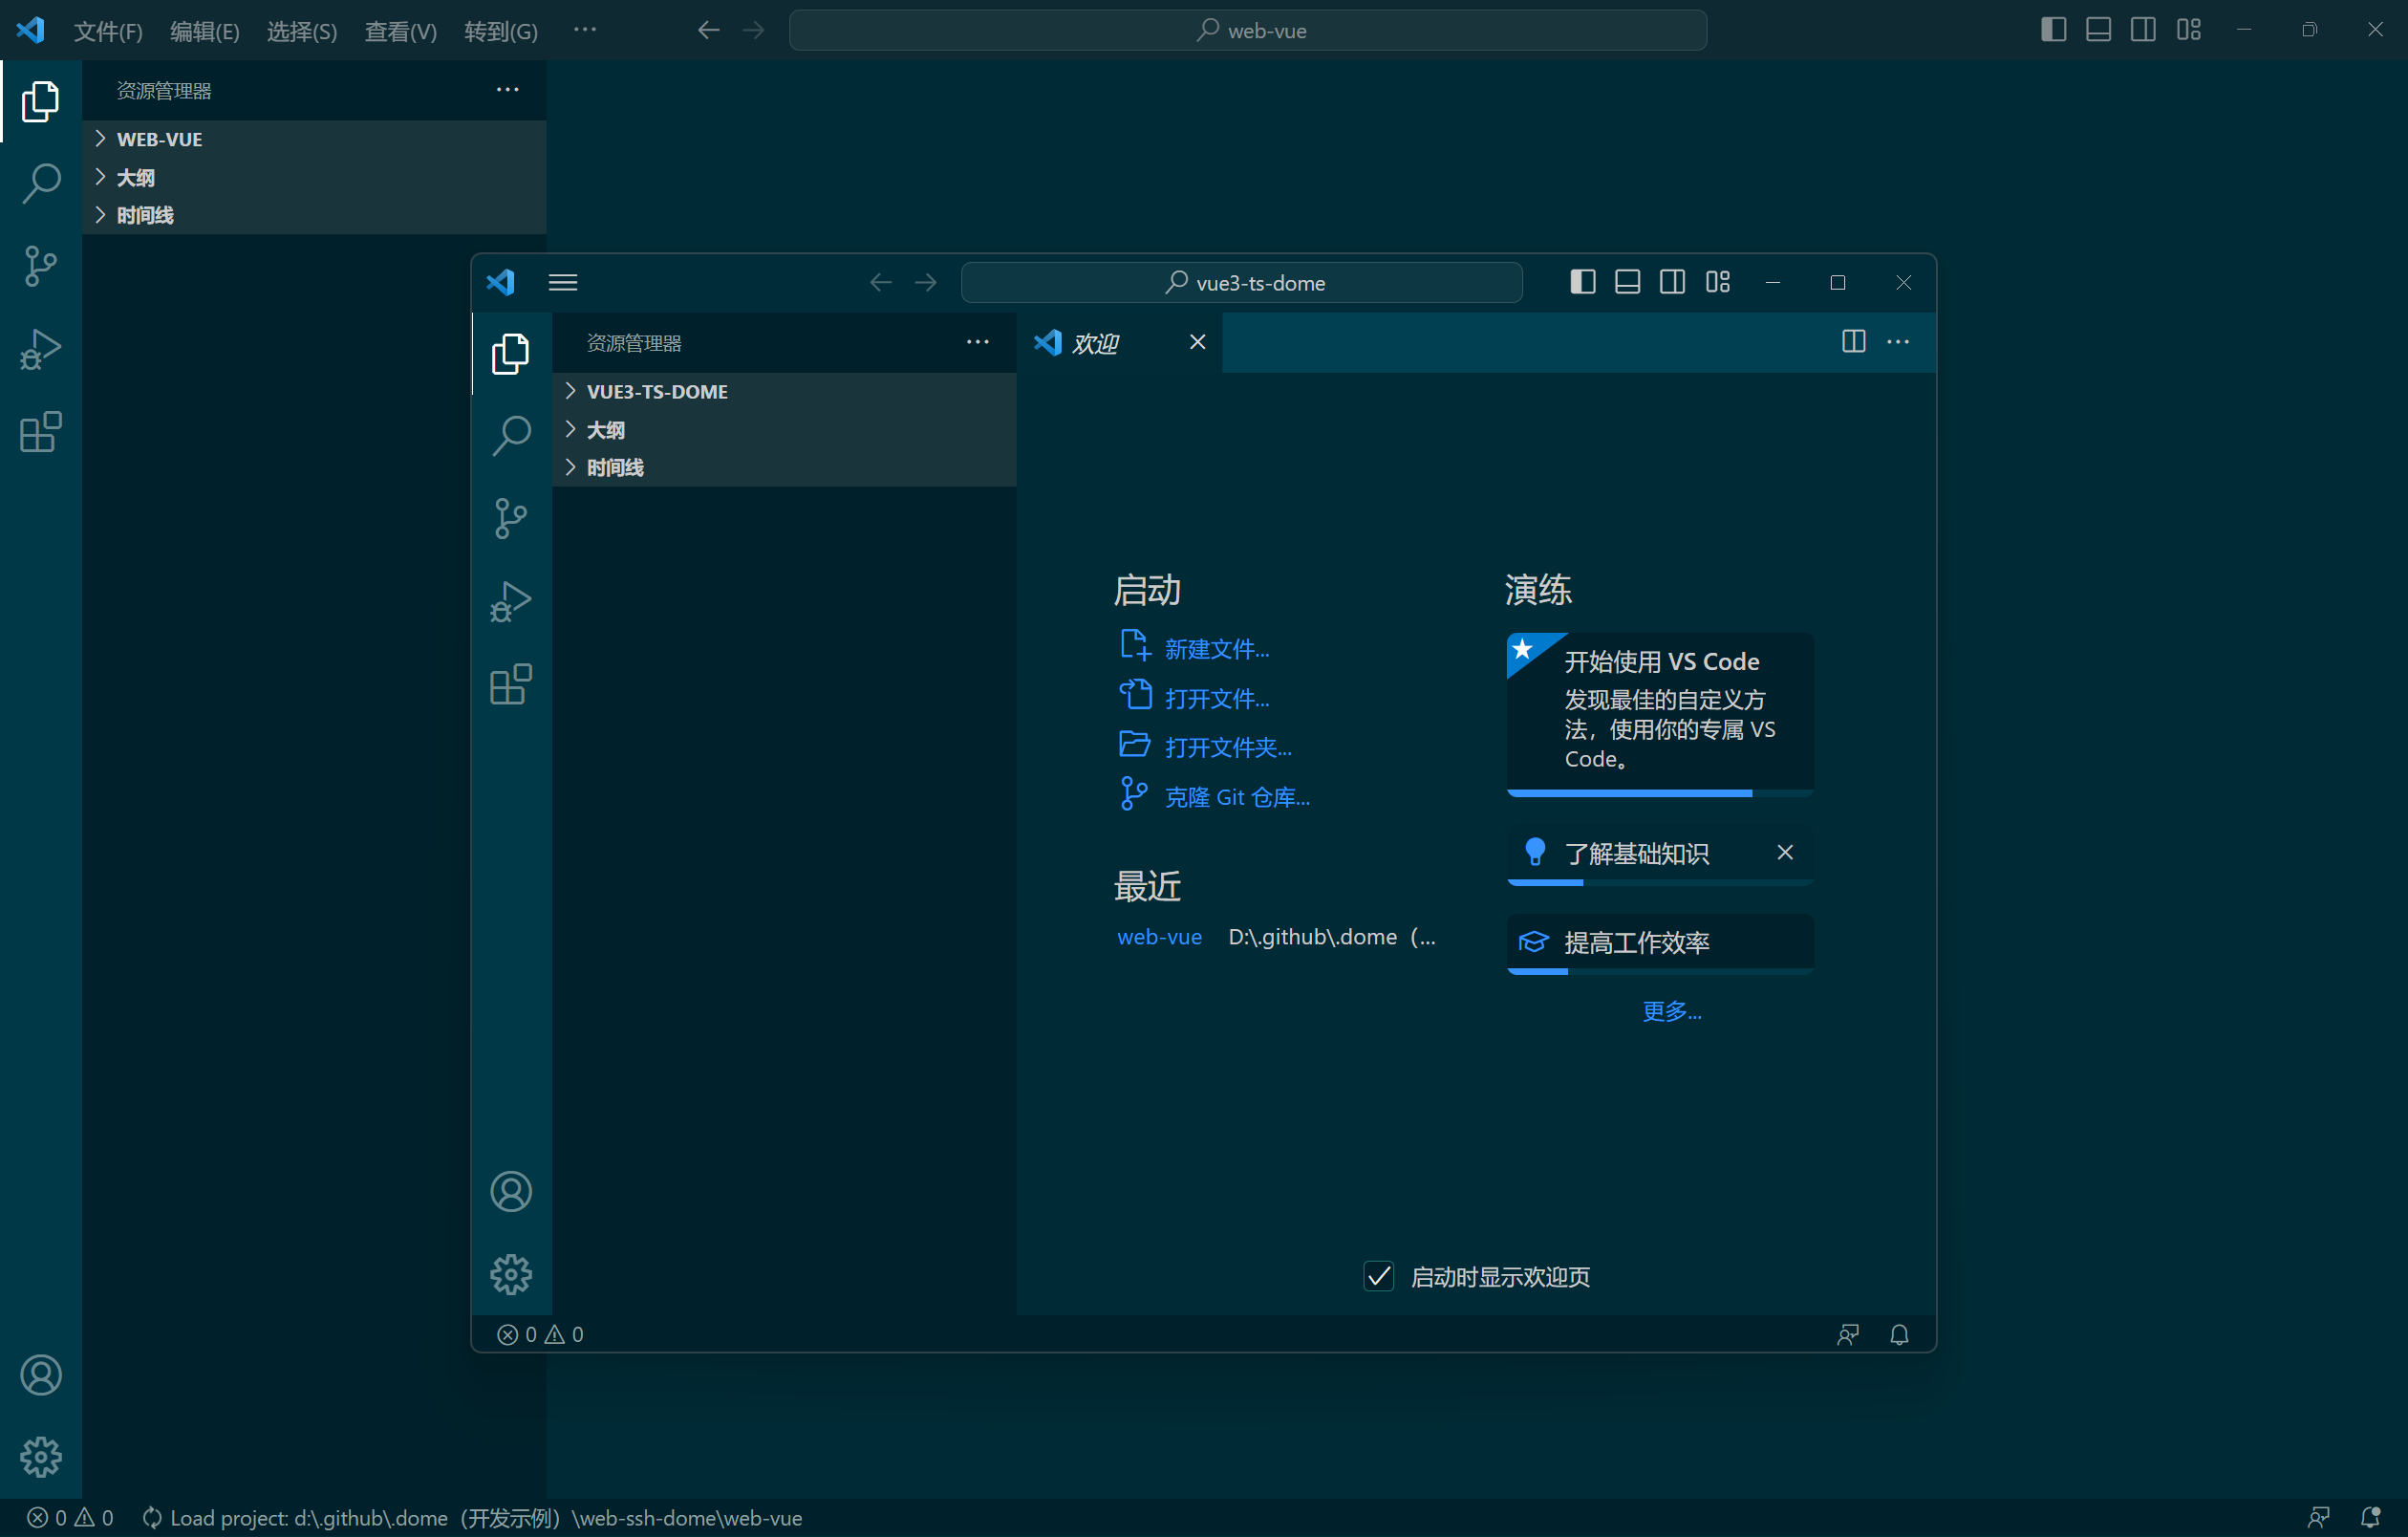 文件(F) 编辑(E) 选择(S) 查看(V) 转到(G) ··· web-vue
资源管理器
WEB-VUE
大纲
时间线
vue3-ts-dome
资源管理器
VUE3-TS-DOME
大纲
时间线
欢迎
启动
新建文件...
打开文件...
打开文件夹...
克隆 Git 仓库...
最近
web-vue D:\.github\.dome（...
演练
开始使用 VS Code
发现最佳的自定义方
法，使用你的专属 VS
Code。
了解基础知识
提高工作效率
更多...
启动时显示欢迎页
0 0
0 0 Load project: d:\.github\.dome（开发示例）\web-ssh-dome\web-vue